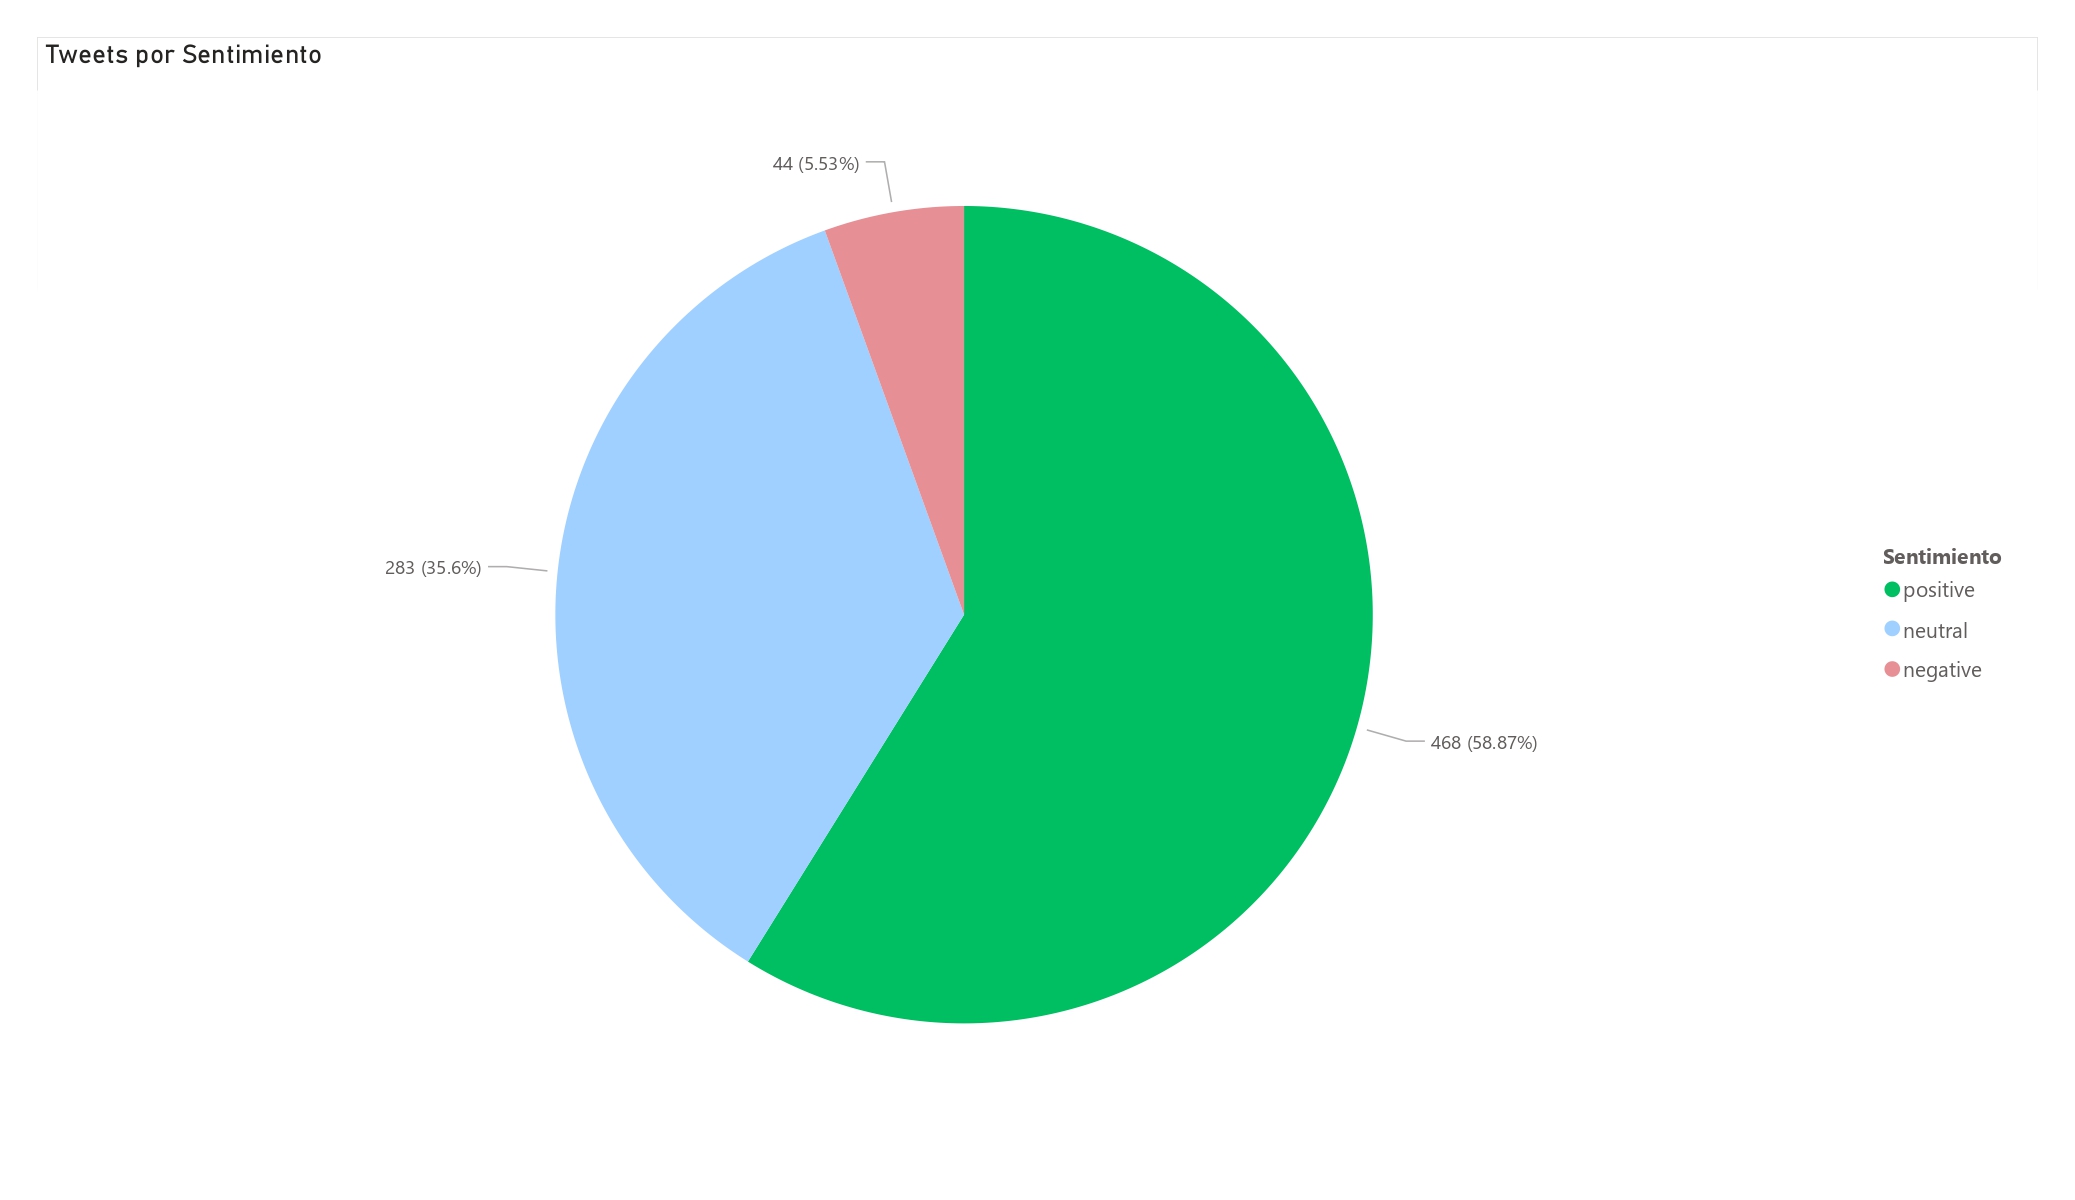 Tweets por Sentimiento
44 (5.53%)
283 (35.6%)
468 (58.87%)
Sentimiento
positive
neutral
negative